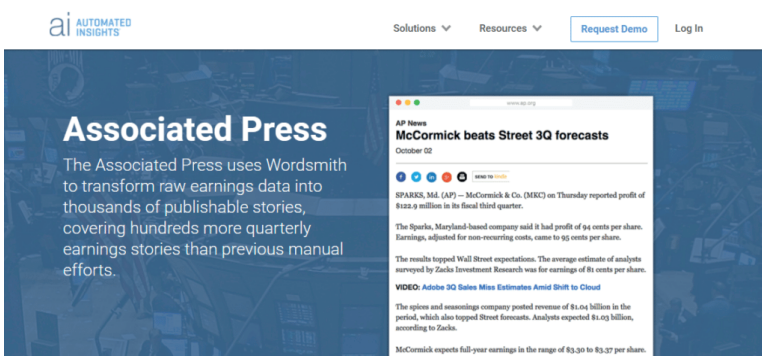 ai AUTOMATED
INSIGHTS
Solutions
Resources
Request Demo
Log In
Associated Press
The Associated Press uses Wordsmith
to transform raw earnings data into
thousands of publishable stories,
covering hundreds more quarterly
earnings stories than previous manual
efforts.
www.ap.org
AP News
McCormick beats Street 3Q forecasts
October 02
SEND TO
SPARKS, Md. (AP) — McCormick & Co. (MKC) on Thursday reported profit of
$122.9 million in its fiscal third quarter.
The Sparks, Maryland-based company said it had profit of 94 cents per share.
Earnings, adjusted for non-recurring costs, came to 95 cents per share.
The results topped Wall Street expectations. The average estimate of analysts
surveyed by Zacks Investment Research was for earnings of 81 cents per share.
VIDEO: Adobe 3Q Sales Miss Estimates Amid Shift to Cloud
The spices and seasonings company posted revenue of $1.04 billion in the
period, which also topped Street forecasts. Analysts expected $1.03 billion,
according to Zacks.
McCormick expects full-year earnings in the range of $3.30 to $3.37 per share.